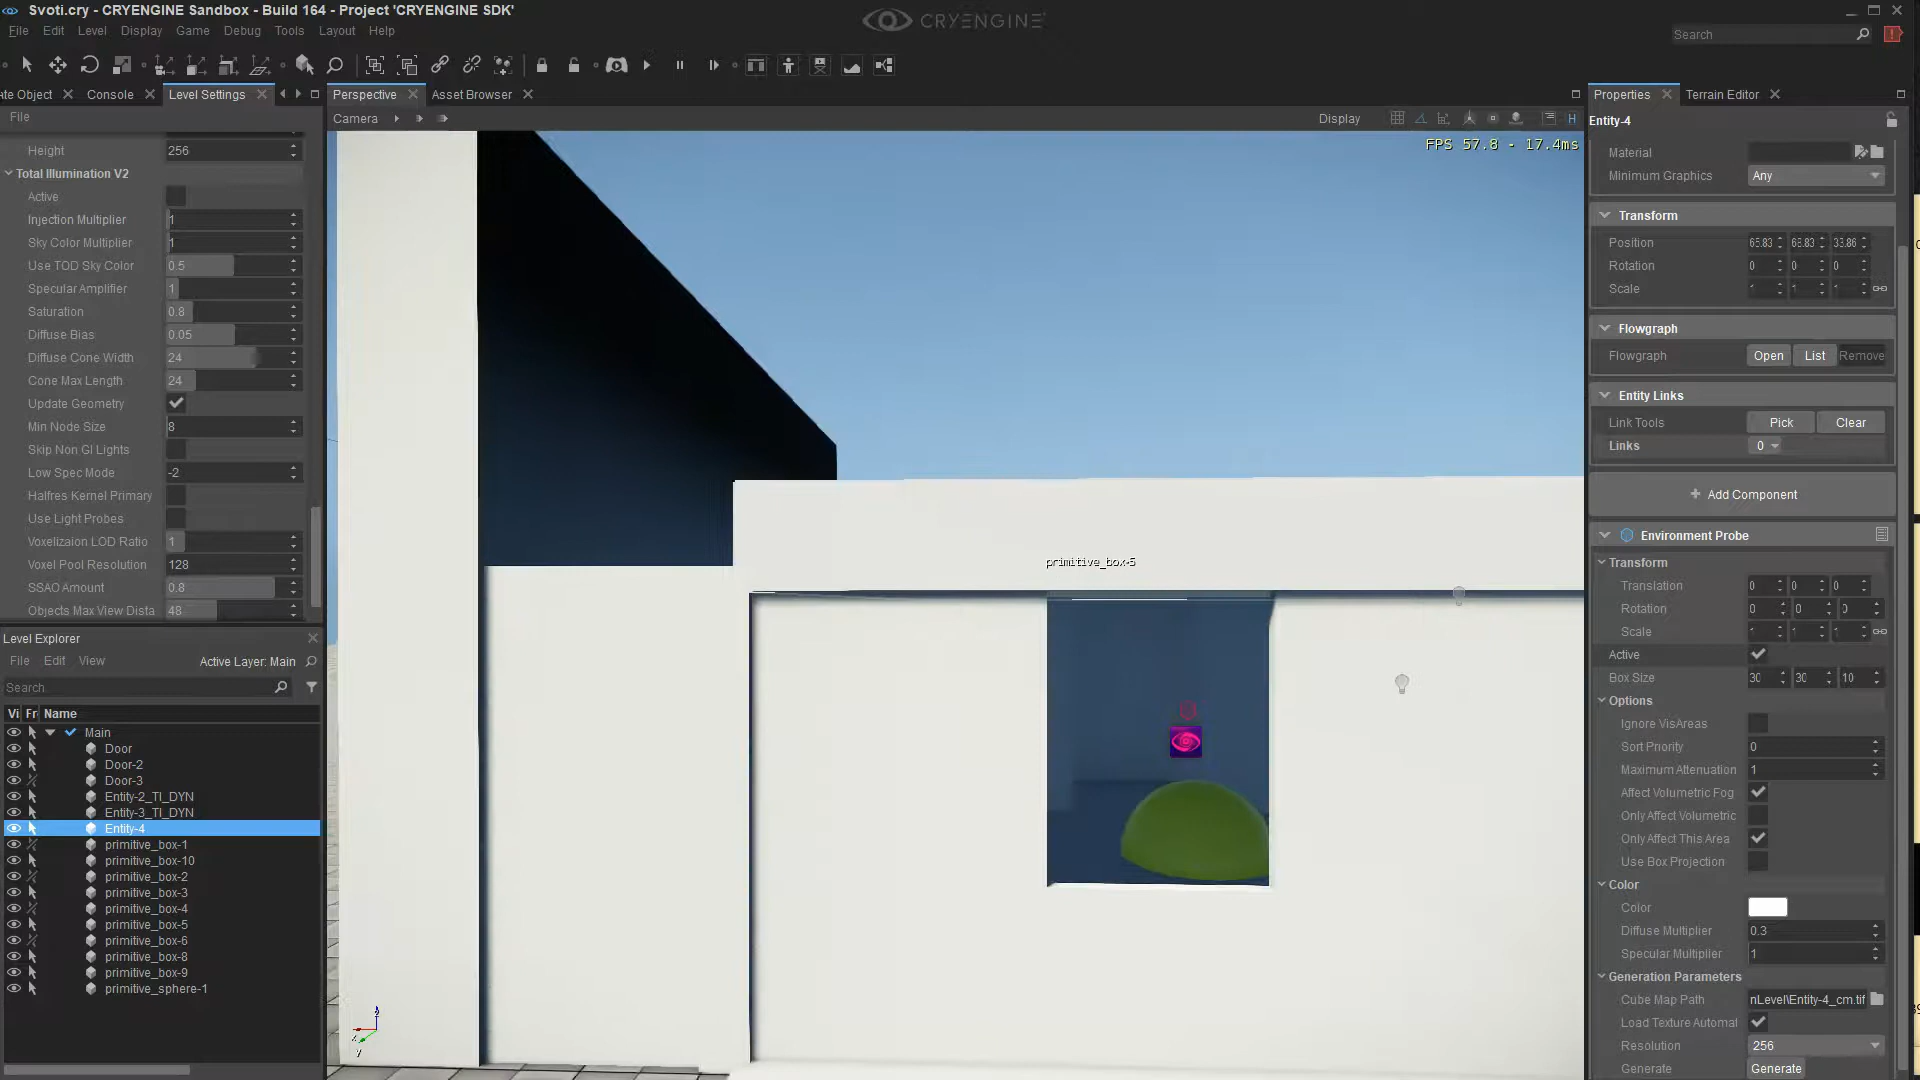 Svoti.cry - CRYENGINE Sandbox - Build 164 - Project 'CRYENGINE SDK'
CRYENGINE
File Edit Level Display Game Debug Tools Layout Help
Search
ate Object Console Level Settings
Perspective Asset Browser
Properties Terrain Editor
File
Camera
Display
H
Entity-4
FPS 57.8 - 17.4ms
Height 256
Total Illumination V2
Active
Injection Multiplier 1
Sky Color Multiplier 1
Use TOD Sky Color 0.5
Specular Amplifier 1
Saturation 0.8
Diffuse Bias 0.05
Diffuse Cone Width 24
Cone Max Length 24
Update Geometry
Min Node Size 8
Skip Non GI Lights
Low Spec Mode -2
Halfres Kernel Primary
Use Light Probes
Voxelizaion LOD Ratio 1
Voxel Pool Resolution 128
SSAO Amount 0.8
Objects Max View Dista 48
Level Explorer
File Edit View Active Layer: Main
Search
Vi Fr Name
Main
Door
Door-2
Door-3
Entity-2_TI_DYN
Entity-3_TI_DYN
Entity-4
primitive_box-1
primitive_box-10
primitive_box-2
primitive_box-3
primitive_box-4
primitive_box-5
primitive_box-6
primitive_box-8
primitive_box-9
primitive_sphere-1
primitive_box-5
z
x
y
Material
Minimum Graphics Any
Transform
Position 65.83 68.83 33.86
Rotation 0 0 0
Scale 1 1 1
Flowgraph
Flowgraph Open List Remove
Entity Links
Link Tools Pick Clear
Links 0
Add Component
Environment Probe
Transform
Translation 0 0 0
Rotation 0 0 0
Scale 1 1 1
Active
Box Size 30 30 10
Options
Ignore VisAreas
Sort Priority 0
Maximum Attenuation 1
Affect Volumetric Fog
Only Affect Volumetric
Only Affect This Area
Use Box Projection
Color
Color
Diffuse Multiplier 0.3
Specular Multiplier 1
Generation Parameters
Cube Map Path nLevel\Entity-4_cm.tif
Load Texture Automat
Resolution 256
Generate Generate